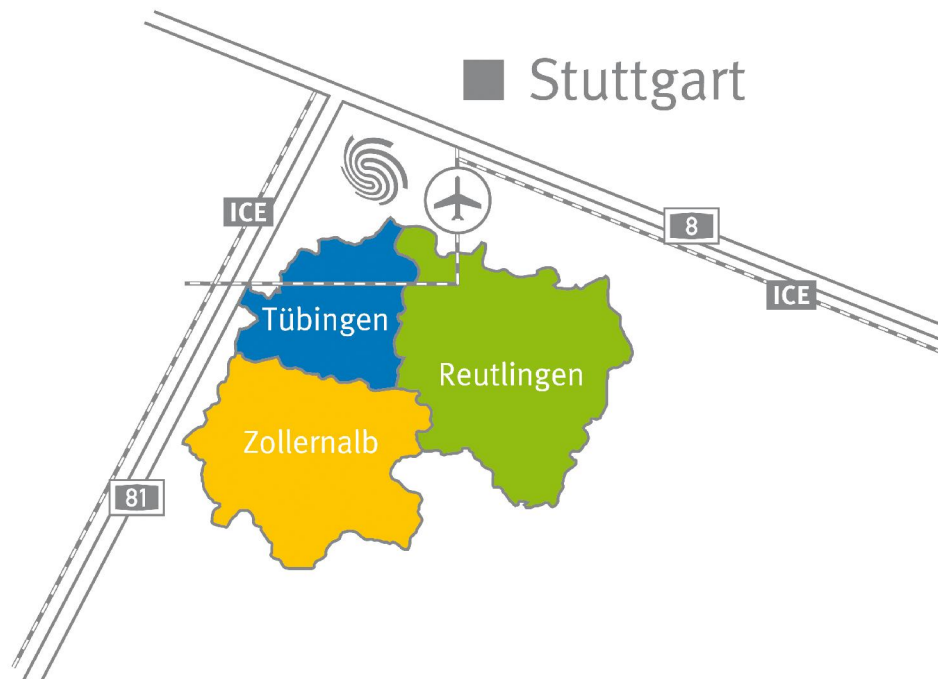 Stuttgart
ICE
8
ICE
Tübingen
Reutlingen
Zollernalb
81